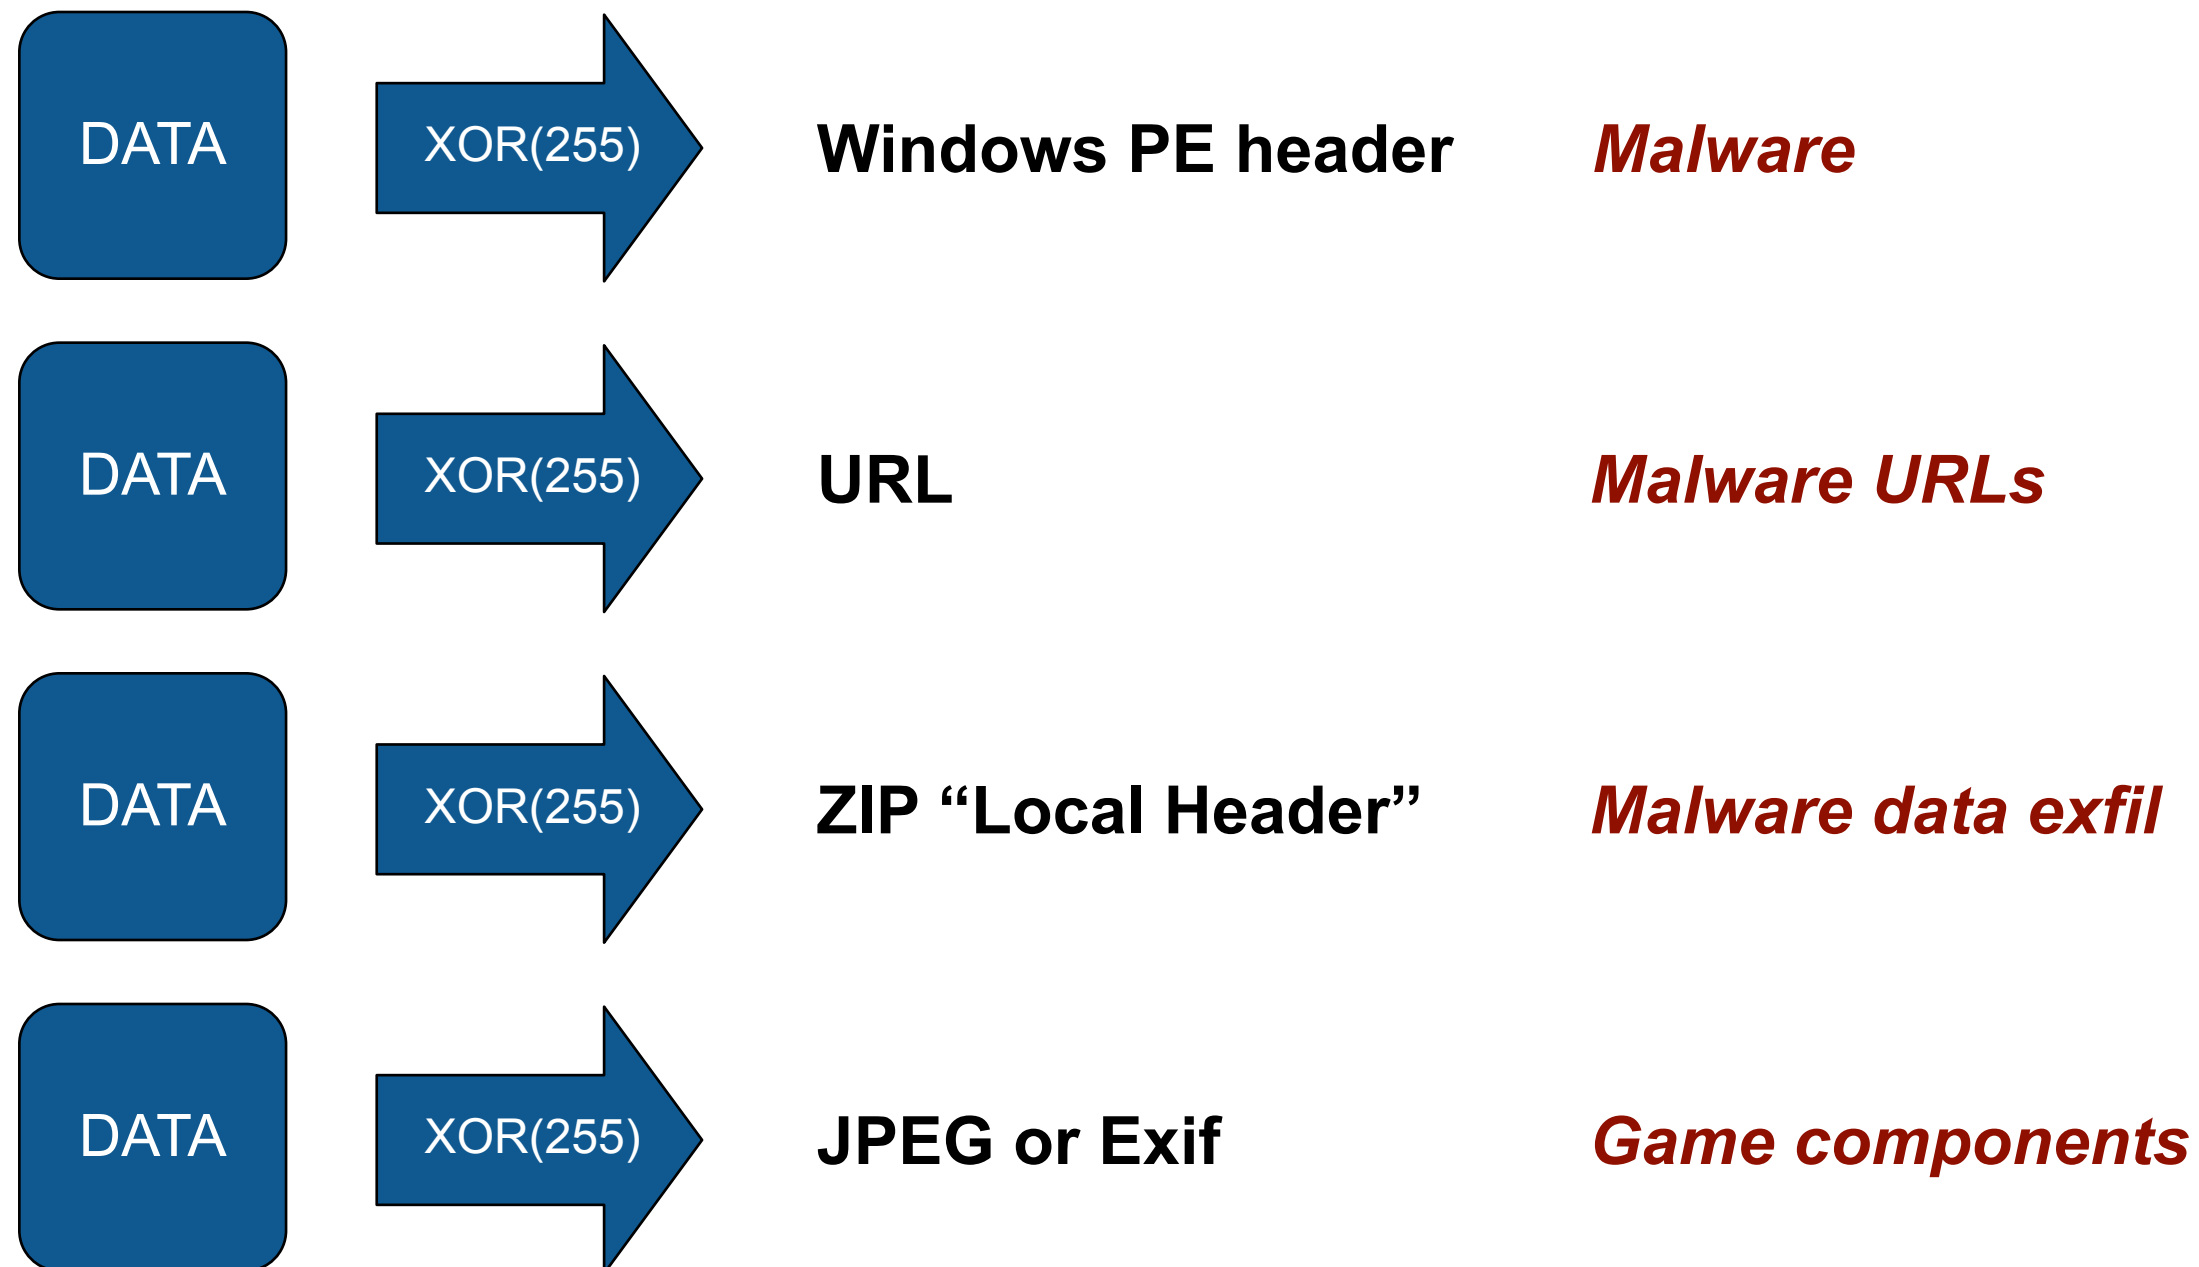 DATA XOR(255) Windows PE header Malware
DATA XOR(255) URL Malware URLs
DATA XOR(255) ZIP “Local Header” Malware data exfil
DATA XOR(255) JPEG or Exif Game components